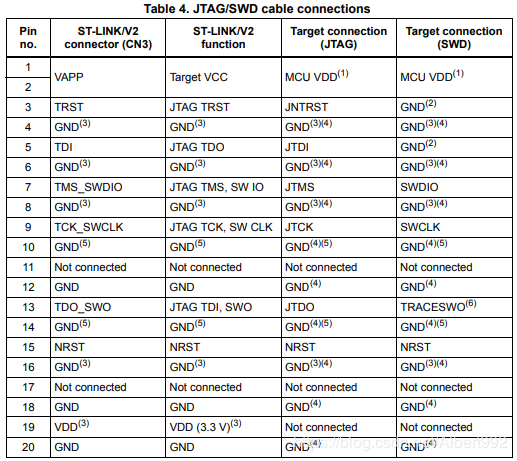 Table 4. JTAG/SWD cable connections
Pin no. ST-LINK/V2 connector (CN3) ST-LINK/V2 function Target connection (JTAG) Target connection (SWD)
1 VAPP Target VCC MCU VDD(1) MCU VDD(1)
2
3 TRST JTAG TRST JNTRST GND(2)
4 GND(3) GND(3) GND(3)(4) GND(3)(4)
5 TDI JTAG TDO JTDI GND(2)
6 GND(3) GND(3) GND(3)(4) GND(3)(4)
7 TMS_SWDIO JTAG TMS, SW IO JTMS SWDIO
8 GND(3) GND(3) GND(3)(4) GND(3)(4)
9 TCK_SWCLK JTAG TCK, SW CLK JTCK SWCLK
10 GND(5) GND(5) GND(4)(5) GND(4)(5)
11 Not connected Not connected Not connected Not connected
12 GND GND GND(4) GND(4)
13 TDO_SWO JTAG TDI, SWO JTDO TRACESWO(6)
14 GND(5) GND(5) GND(4)(5) GND(4)(5)
15 NRST NRST NRST NRST
16 GND(3) GND(3) GND(3)(4) GND(3)(4)
17 Not connected Not connected Not connected Not connected
18 GND GND GND(4) GND(4)
19 VDD(3) VDD (3.3 V)(3) Not connected Not connected
20 GND GND GND(4) GND(4)